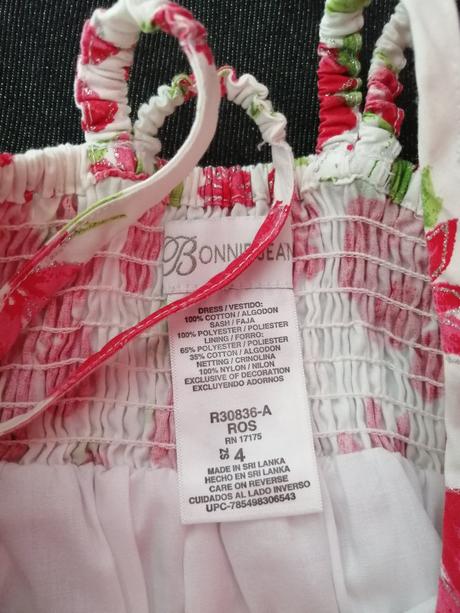 BONNIE JEAN
DRESS / VESTIDO:
100% COTTON / ALGODON
SASH / FAJA
100% POLYESTER / POLIESTER
LINING / FORRO:
65% POLYESTER / POLIESTER
35% COTTON / ALGODON
NETTING / CRINOLINA
100% NYLON / NILON
EXCLUSIVE OF DECORATION
EXCLUYENDO ADORNOS
R30836-A
ROS
RN 17175
SZ 4
MADE IN SRI LANKA
HECHO EN SRI LANKA
CARE ON REVERSE
CUIDADOS AL LADO INVERSO
UPC-785498306543